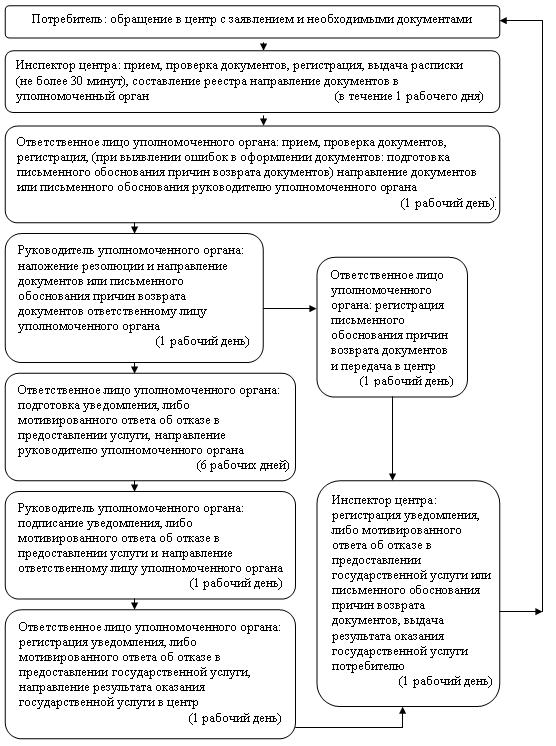 Потребитель: обращение в центр с заявлением и необходимыми документами
Инспектор центра: прием, проверка документов, регистрация, выдача расписки
(не более 30 минут), составление реестра направление документов в
уполномоченный орган (в течение 1 рабочего дня)
Ответственное лицо уполномоченного органа: прием, проверка документов,
регистрация, (при выявлении ошибок в оформлении документов: подготовка
письменного обоснования причин возврата документов) направление документов
или письменного обоснования руководителю уполномоченного органа
(1 рабочий день)
Руководитель уполномоченного органа:
наложение резолюции и направление
документов или письменного
обоснования причин возврата
документов ответственному лицу
уполномоченного органа
(1 рабочий день)
Ответственное лицо
уполномоченного
органа: регистрация
письменного
обоснования причин
возврата документов
и передача в центр
(1 рабочий день)
Ответственное лицо уполномоченного органа:
подготовка уведомления, либо
мотивированного ответа об отказе в
предоставлении услуги, направление
руководителю уполномоченного органа
(6 рабочих дней)
Руководитель уполномоченного органа:
подписание уведомления, либо
мотивированного ответа об отказе в
предоставлении услуги и направление
ответственному лицу уполномоченного органа
(1 рабочий день)
Ответственное лицо уполномоченного органа:
регистрация уведомления, либо
мотивированного ответа об отказе в
предоставлении государственной услуги,
направление результата оказания
государственной услуги в центр
(1 рабочий день)
Инспектор центра:
регистрация уведомления,
либо мотивированного
ответа об отказе в
предоставлении
государственной услуги или
письменного обоснования
причин возврата
документов, выдача
результата оказания
государственной услуги
потребителю
(1 рабочий день)